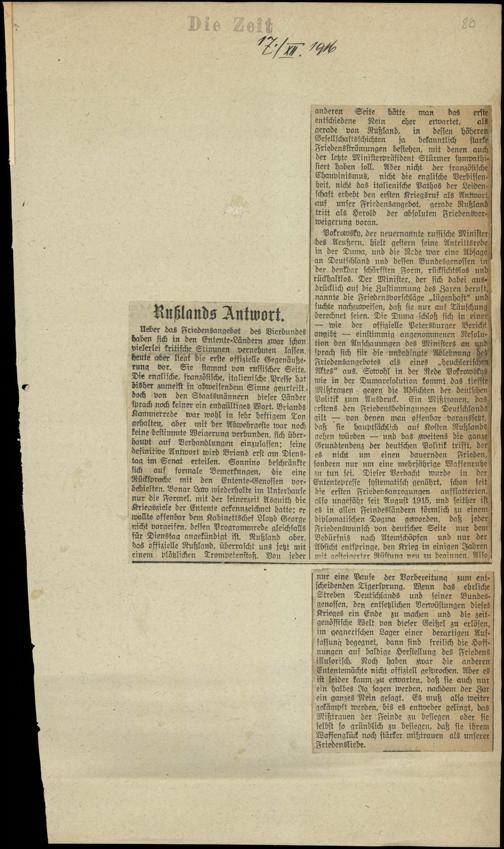 Die Zeit
80
17./XII. 1916
Rußlands Antwort.
Ueber das Friedensangebot des Vierbundes
haben sich in den Entente-Ländern zwar schon
vielerlei kritische Stimmen vernehmen lassen,
heute aber liegt die erste offizielle Gegenäuße-
rung vor. Sie stammt von russischer Seite.
Die englische, französische, italienische Presse hat
bisher zumeist in abweisendem Sinne geurteilt,
doch von den Staatsmännern dieser Länder
sprach noch keiner ein endgültiges Wort. Briands
Kammerrede war wohl in sehr heftigem Ton
gehalten, aber mit der Abwehrgeste war noch
keine bestimmte Weigerung verbunden, sich über-
haupt auf Verhandlungen einzulassen; seine
definitive Antwort wird Briand erst am Diens-
tag im Senat erteilen. Sonnino beschränkte
sich auf formale Bemerkungen, die eine
Rücksprache mit den Entente-Genossen vor-
beschieften. Bonar Law wiederholte im Unterhause
nur die Formel, mit der seinerzeit Asquith die
Kriegsziele der Entente gekennzeichnet hatte; er
wollte offenbar dem Kabinettschef Lloyd George
nicht vorgreifen, dessen Programrede gleichfalls
für Dienstag angekündigt ist. Rußland aber,
das offizielle Rußland, überrascht uns jetzt mit
einem plötzlichen Trompetenstoß. Von jeder
anderen Seite hätte man das erste
entschiedene Nein eher erwartet, als
gerade von Rußland, in dessen höheren
Gesellschaftsschichten ja bekanntlich starke
Friedensströmungen bestehen, mit denen auch
der letzte Ministerpräsident Stürmer sympathi-
siert haben soll. Aber nicht der französische
Chauvinismus, nicht die englische Verbissen-
heit, nicht das italienische Pathos der Leiden-
schaft erhebt den ersten Kriegsruf als Antwort
auf unser Friedensangebot, gerade Rußland
tritt als Herold der absoluten Friedensver-
weigerung voran.
Pokrowsky, der neuernannte russische Minister
des Aeußern, hielt gestern seine Antrittsrede
in der Duma, und die Rede war eine Absage
an Deutschland und dessen Bundesgenossen in
der denkbar schärfsten Form, rücksichtslos und
rückhaltlos. Der Minister, der sich dabei aus-
drücklich auf die Zustimmung des Zaren beruft,
nannte die Friedensvorschläge „lügenhaft" und
suchte nachzuweisen, daß sie nur auf Täuschung
berechnet seien. Die Duma schloß sich in einer
— wie der offizielle Petersburger Bericht
angibt — einstimmig angenommenen Resolu-
tion den Anschauungen des Ministers an und
sprach sich für die unbedingte Ablehnung des
Friedensangebotes als eines „heuchlerischen
Aktes" aus. Sowohl in der Rede Pokrowskys
wie in der Dumaresolution kommt das tiefste
Mißtrauen gegen die Absichten der deutschen
Politik zum Ausdruck. Ein Mißtrauen, das
erstens den Friedensbedingungen Deutschlands
gilt — von denen man offenbar voraussetzt,
daß sie hauptsächlich auf Kosten Rußlands
gehen würden — und das zweitens die ganze
Grundtendenz der deutschen Politik trifft, der
es nicht um einen dauernden Frieden,
sondern nur um eine würdige Waffenruhe
zu tun sei. Dieser Verdacht wurde in der
Ententepresse systematisch genährt, schon seit
die ersten Friedensanregungen aufflatterten,
also ungefähr seit August 1915, und seither ist
es in allen Feindesländern förmlich zu einem
diplomatischen Dogma geworden, daß jeder
Friedenswunsch von deutscher Seite nur dem
Bedürfnis nach Atemschöpfen und nur der
Absicht entspringe, den Krieg in einigen Jahren
mit gesteigerter Rüstung neu zu beginnen. Also
nur eine Pause der Vorbereitung zum ent-
scheidenden Tigersprung. Wenn das ehrliche
Streben Deutschlands und seiner Bundes-
genossen, den entsetzlichen Verwüstungen dieses
Krieges ein Ende zu machen und die zeit-
genössische Welt von dieser Geißel zu erlösen,
im gegnerischen Lager einer derartigen Auf-
fassung begegnet, dann sind freilich die Hoff-
nungen auf baldige Herstellung des Friedens
illusorisch. Noch haben zwar die anderen
Ententemächte nicht offiziell gesprochen. Aber es
ist leider kaum zu erwarten, daß sie auch nur
ein halbes Ja sagen werden, nachdem der Zar
ein ganzes Nein gesagt. Es muß also weiter
gekämpft werden, bis es entweder gelingt, das
Mißtrauen der Feinde zu besiegen oder sie
selbst so gründlich zu besiegen, daß sie ihrem
Waffenglück noch stärker mißtrauen als unserer
Friedensliebe.